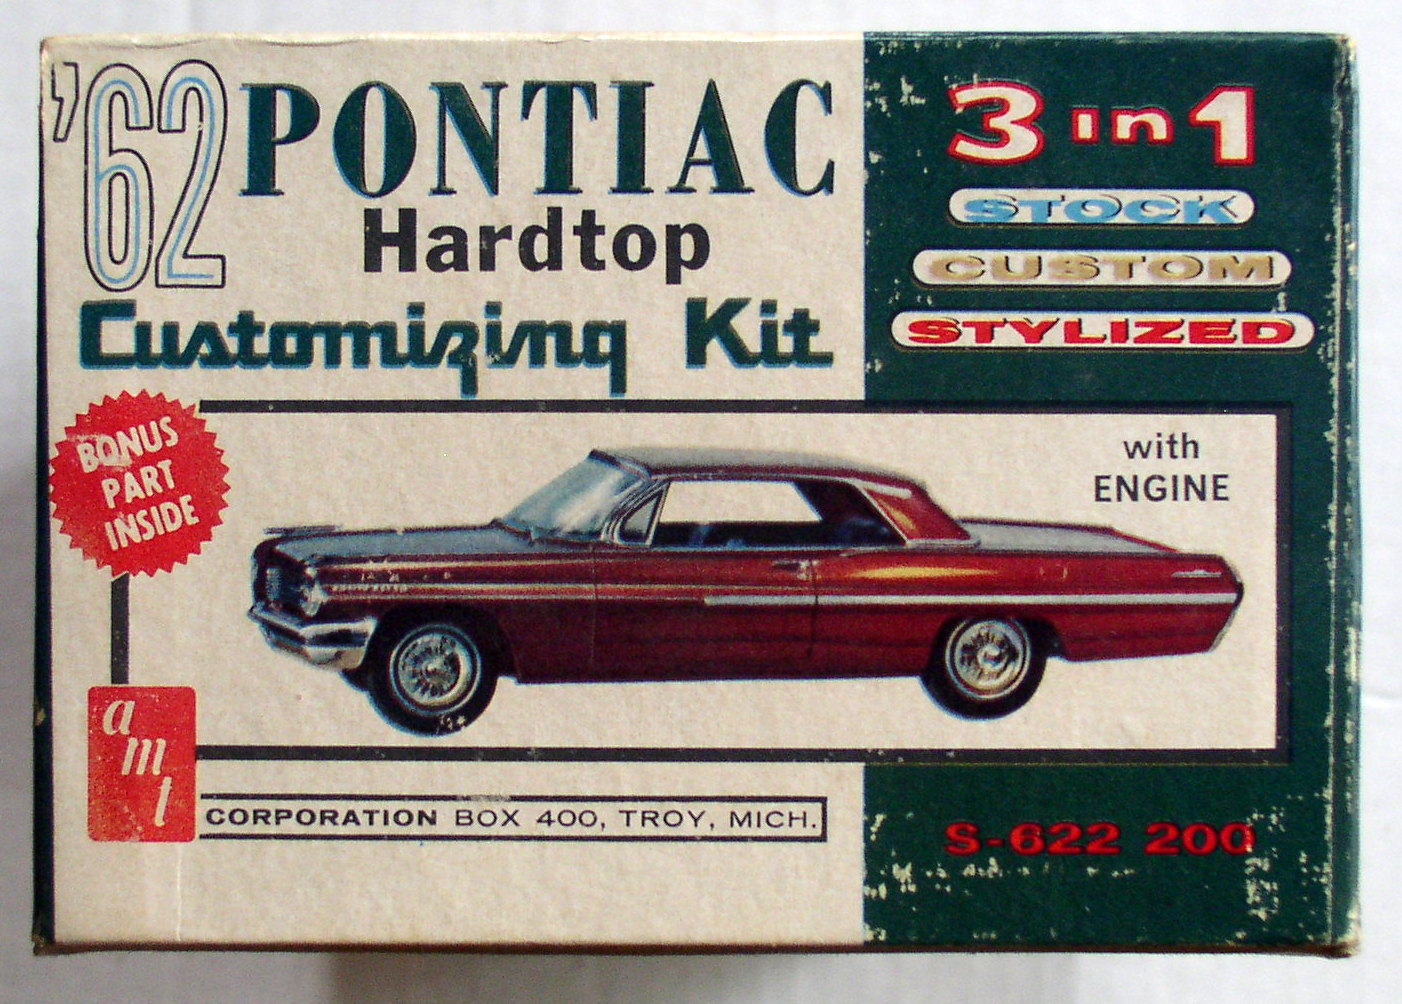 '62 PONTIAC
Hardtop
Customizing Kit
3 in 1
STOCK
CUSTOM
STYLIZED
BONUS
PART
INSIDE
with
ENGINE
amt
CORPORATION BOX 400, TROY, MICH.
S-622 200